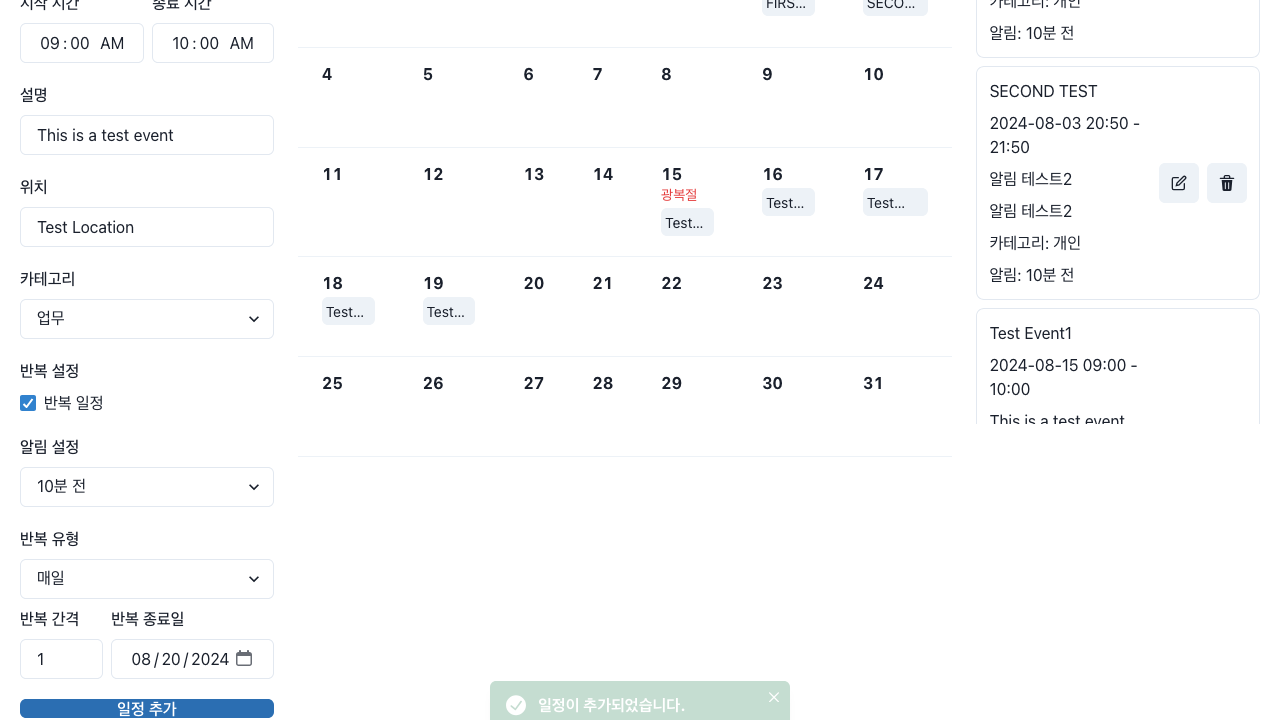 시작 시간 종료 시간
09:00 AM 10:00 AM
설명
This is a test event
위치
Test Location
카테고리
업무
반복 설정
반복 일정
알림 설정
10분 전
반복 유형
매일
반복 간격 반복 종료일
1 08/20/2024
일정 추가
FIRS... SECO...
4 5 6 7 8 9 10
11 12 13 14 15 16 17
광복절
Test... Test... Test...
18 19 20 21 22 23 24
Test... Test...
25 26 27 28 29 30 31
카테고리: 개인
알림: 10분 전
SECOND TEST
2024-08-03 20:50 -
21:50
알림 테스트2
알림 테스트2
카테고리: 개인
알림: 10분 전
Test Event1
2024-08-15 09:00 -
10:00
This is a test event
일정이 추가되었습니다.